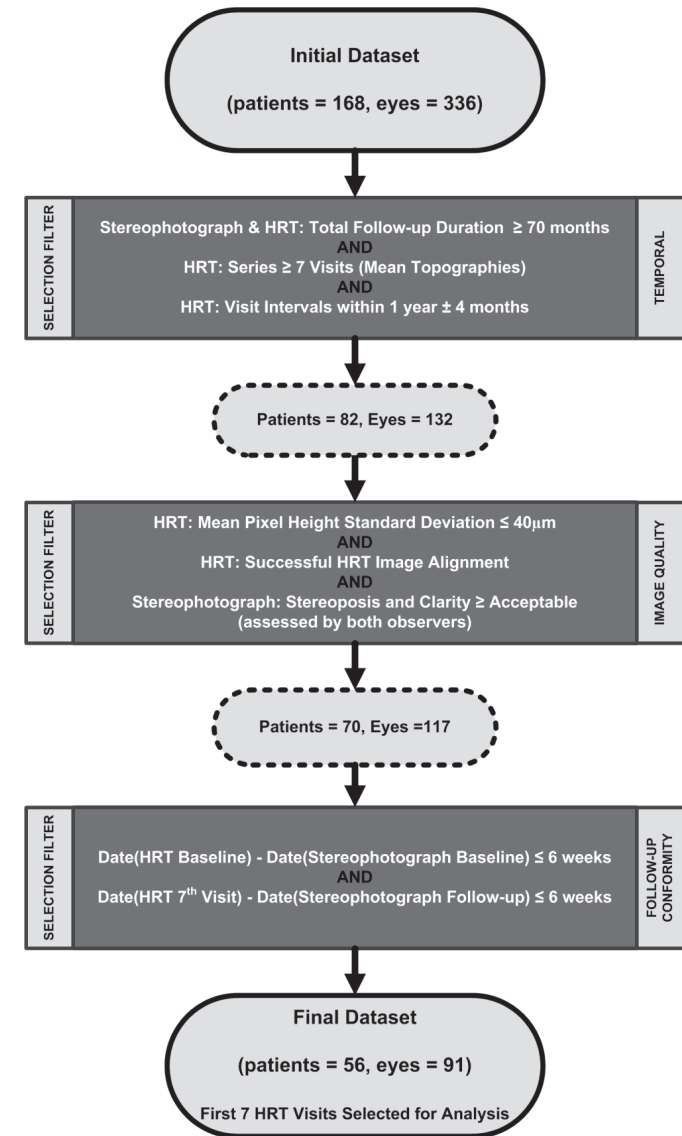 Initial Dataset
(patients = 168, eyes = 336)
SELECTION FILTER
Stereophotograph & HRT: Total Follow-up Duration ≥ 70 months
AND
HRT: Series ≥ 7 Visits (Mean Topographies)
AND
HRT: Visit Intervals within 1 year ± 4 months
TEMPORAL
Patients = 82, Eyes = 132
SELECTION FILTER
HRT: Mean Pixel Height Standard Deviation ≤ 40μm
AND
HRT: Successful HRT Image Alignment
AND
Stereophotograph: Stereoposis and Clarity ≥ Acceptable
(assessed by both observers)
IMAGE QUALITY
Patients = 70, Eyes =117
SELECTION FILTER
Date(HRT Baseline) - Date(Stereophotograph Baseline) ≤ 6 weeks
AND
Date(HRT 7th Visit) - Date(Stereophotograph Follow-up) ≤ 6 weeks
FOLLOW-UP
CONFORMITY
Final Dataset
(patients = 56, eyes = 91)
First 7 HRT Visits Selected for Analysis